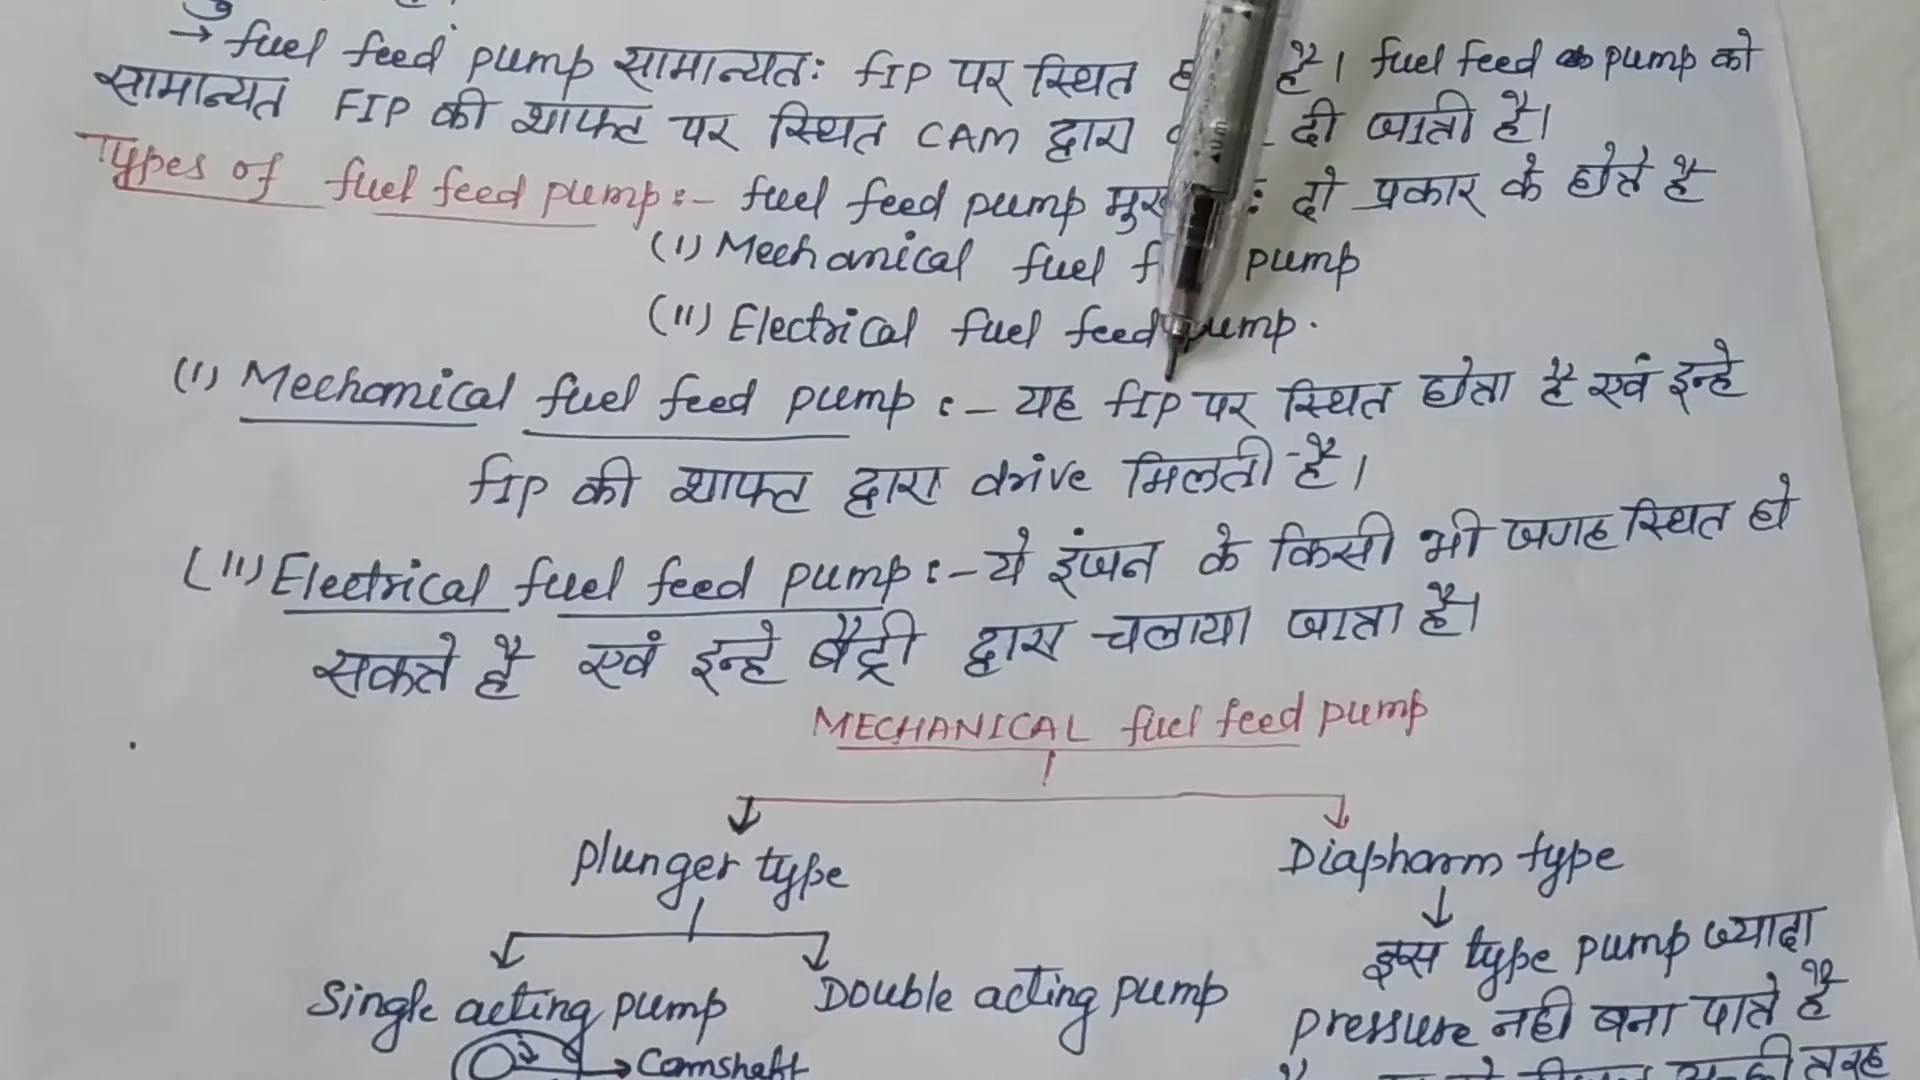 → fuel feed pump सामान्यतः FIP पर स्थित है। fuel feed pump को
सामान्यत FIP की शाफ्ट पर स्थित CAM द्वारा दी जाती है।
Types of fuel feed pump:- fuel feed pump दो प्रकार के होते है
(I) Mechanical fuel pump
(II) Electrical fuel feed pump.
(I) Mechanical fuel feed pump :- यह FIP पर स्थित होता है एवं इन्हे
FIP की शाफ्ट द्वारा drive मिलती है।
(II) Electrical fuel feed pump:- ये इंजन के किसी भी जगह स्थित हो
सकते है एवं इन्हे बैट्री द्वारा चलाया जाता है।
MECHANICAL fuel feed pump
Plunger type Diapharm type
इस type pump ज्यादा
Single acting pump Double acting pump
pressure नही बना पाते है
→ Camshaft